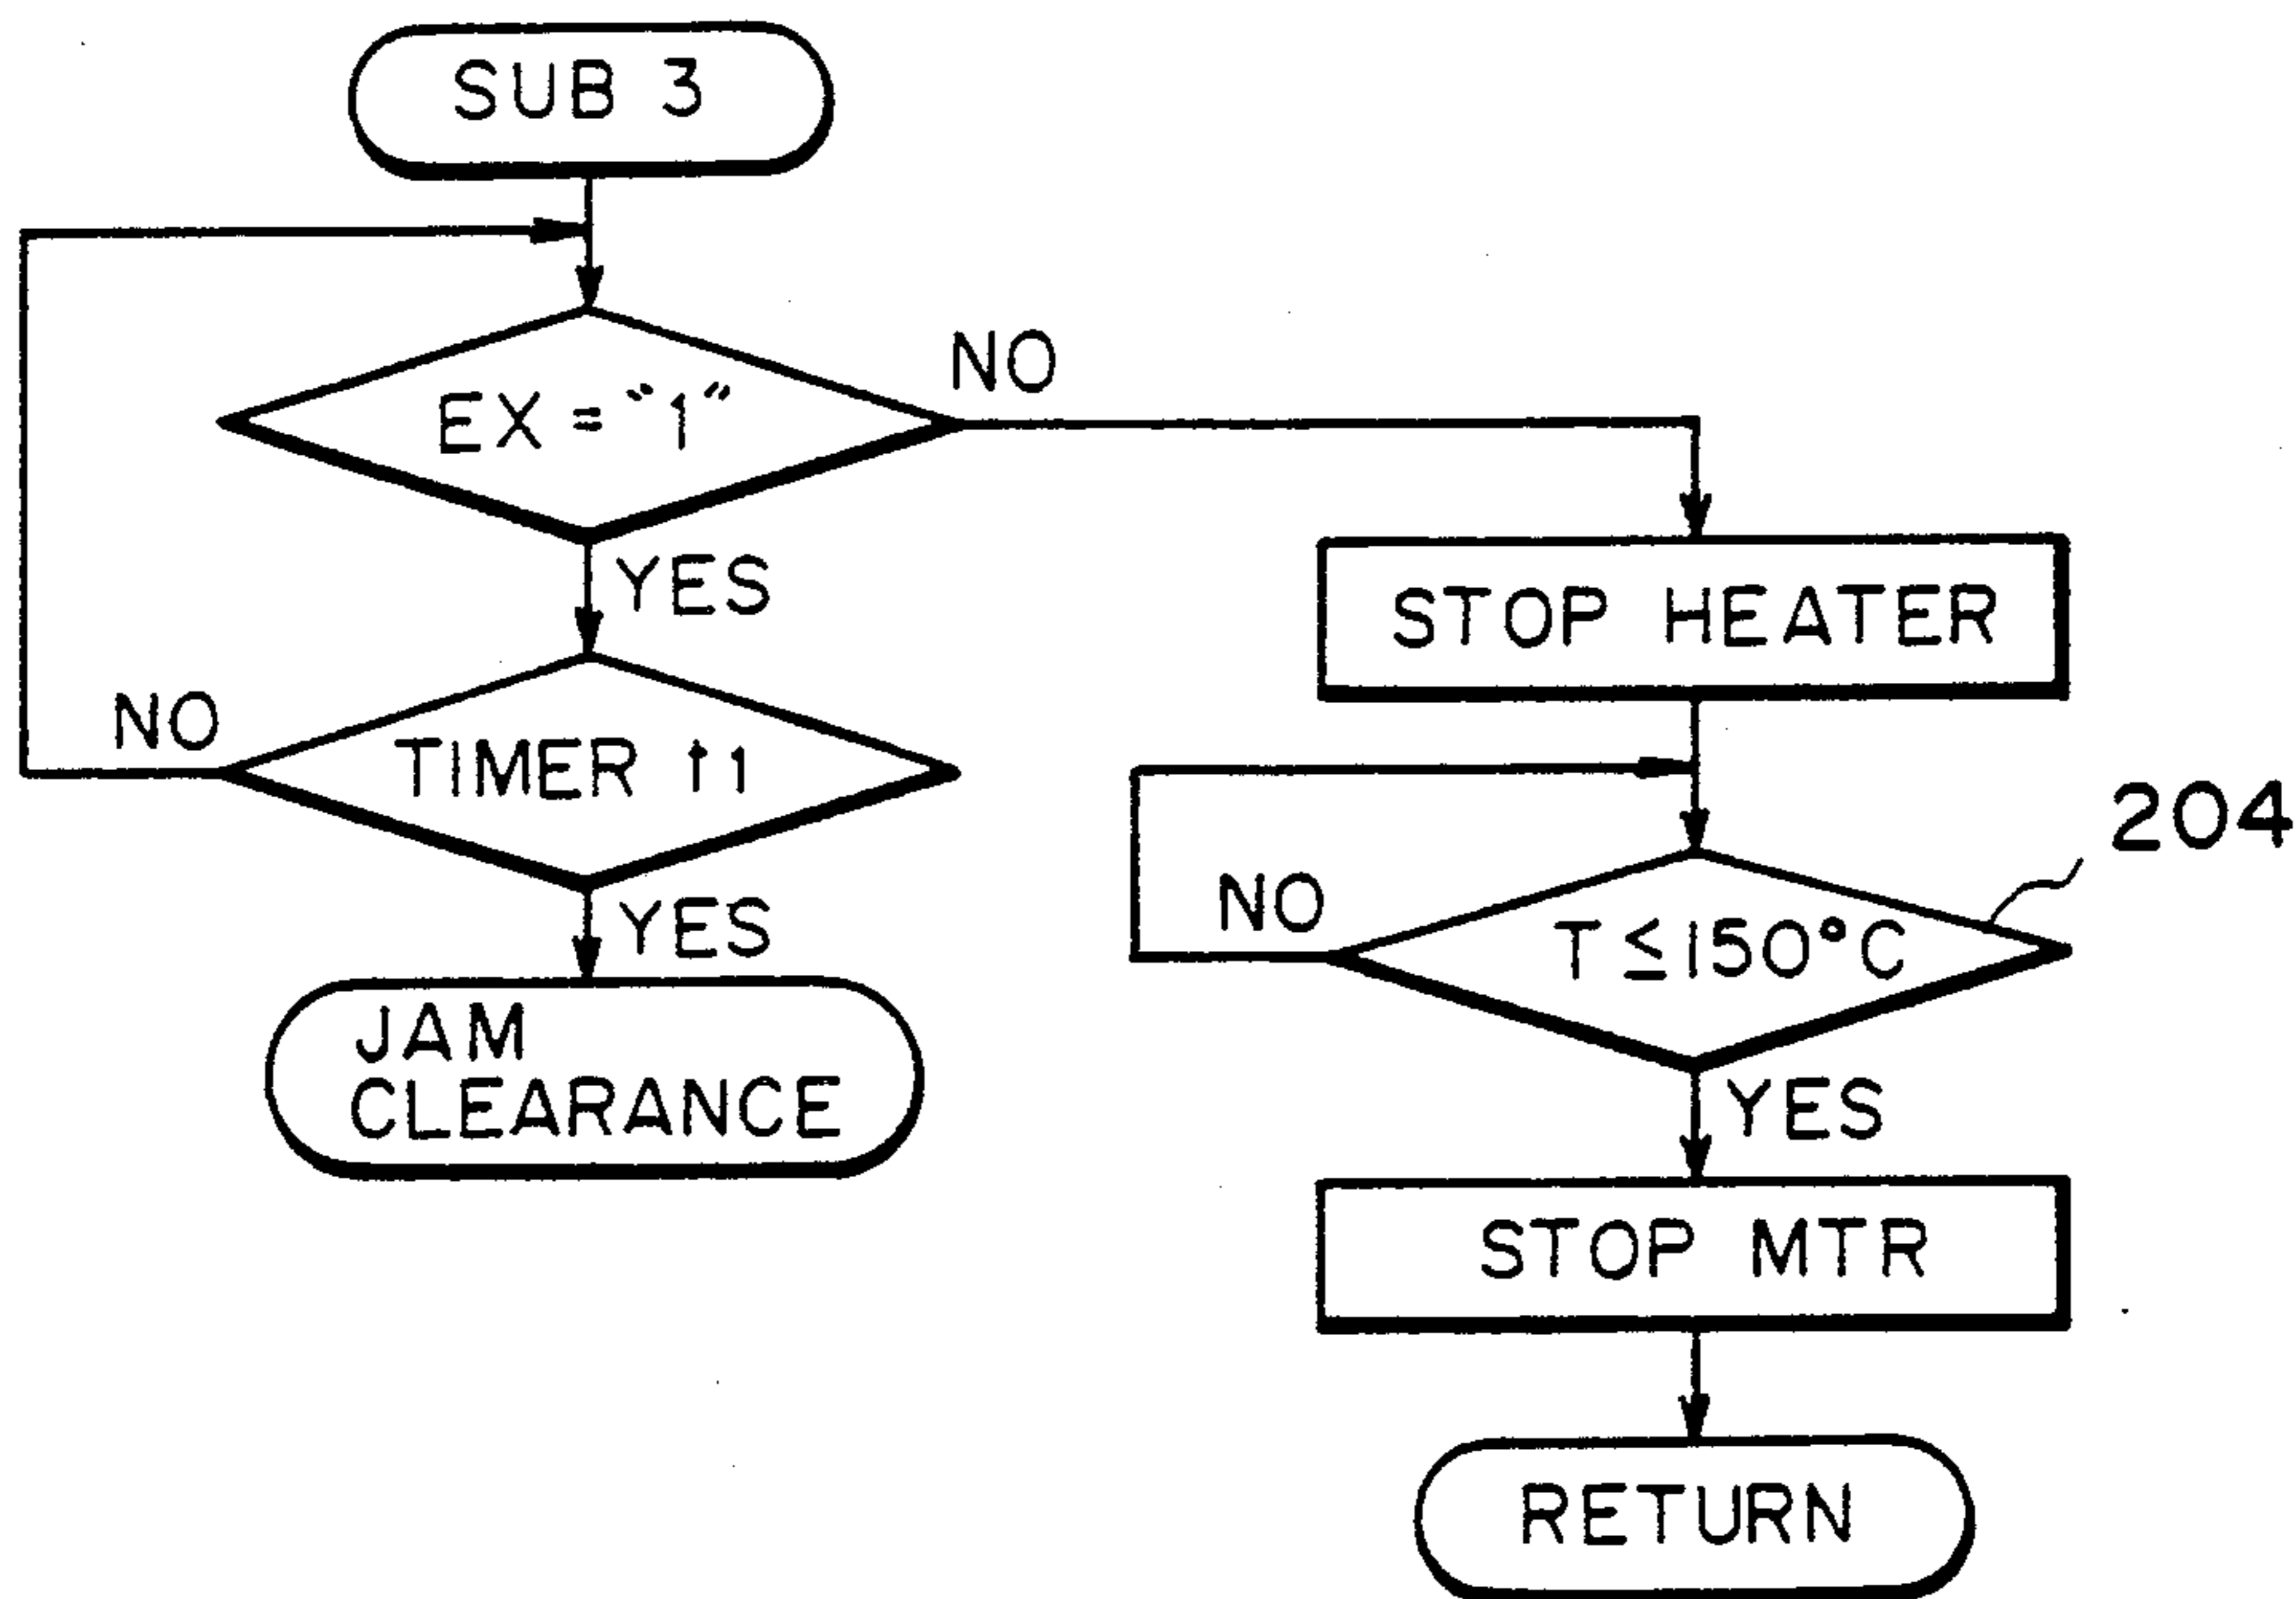 SUB 3
EX = "1"
NO
YES
TIMER t1
NO
YES
JAM
CLEARANCE
STOP HEATER
204
T ≤ 150°C
NO
YES
STOP MTR
RETURN